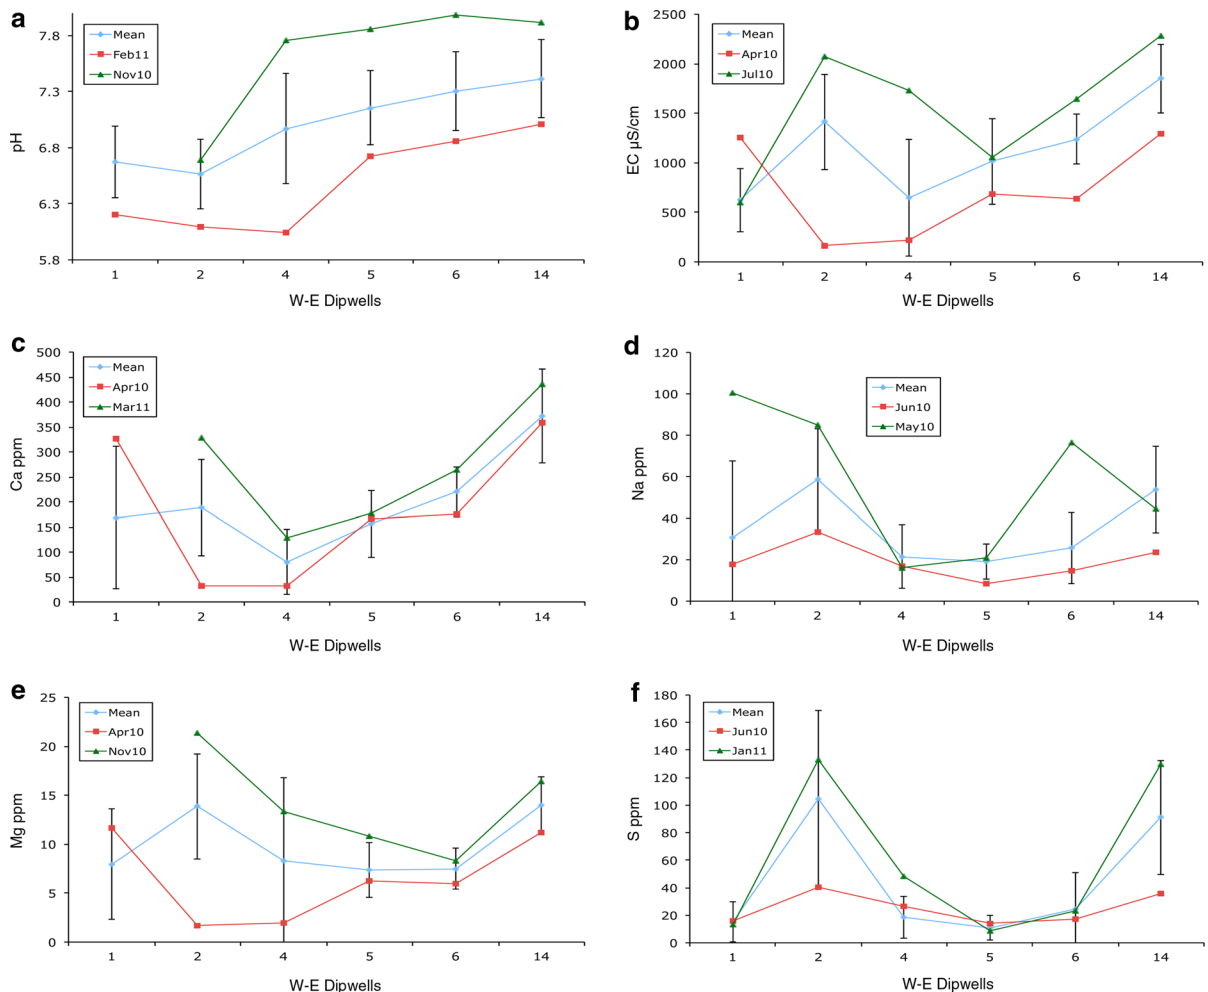 a
Mean
Feb11
Nov10
7.8
7.3
6.8
6.3
5.8
pH
1 2 4 5 6 14
W-E Dipwells
b
Mean
Apr10
Jul10
2500
2000
1500
1000
500
0
EC µS/cm
1 2 4 5 6 14
W-E Dipwells
c
Mean
Apr10
Mar11
500
450
400
350
300
250
200
150
100
50
0
Ca ppm
1 2 4 5 6 14
W-E Dipwells
d
Mean
Jun10
May10
120
100
80
60
40
20
0
Na ppm
1 2 4 5 6 14
W-E Dipwells
e
Mean
Apr10
Nov10
25
20
15
10
5
0
Mg ppm
1 2 4 5 6 14
W-E Dipwells
f
Mean
Jun10
Jan11
180
160
140
120
100
80
60
40
20
0
S ppm
1 2 4 5 6 14
W-E Dipwells